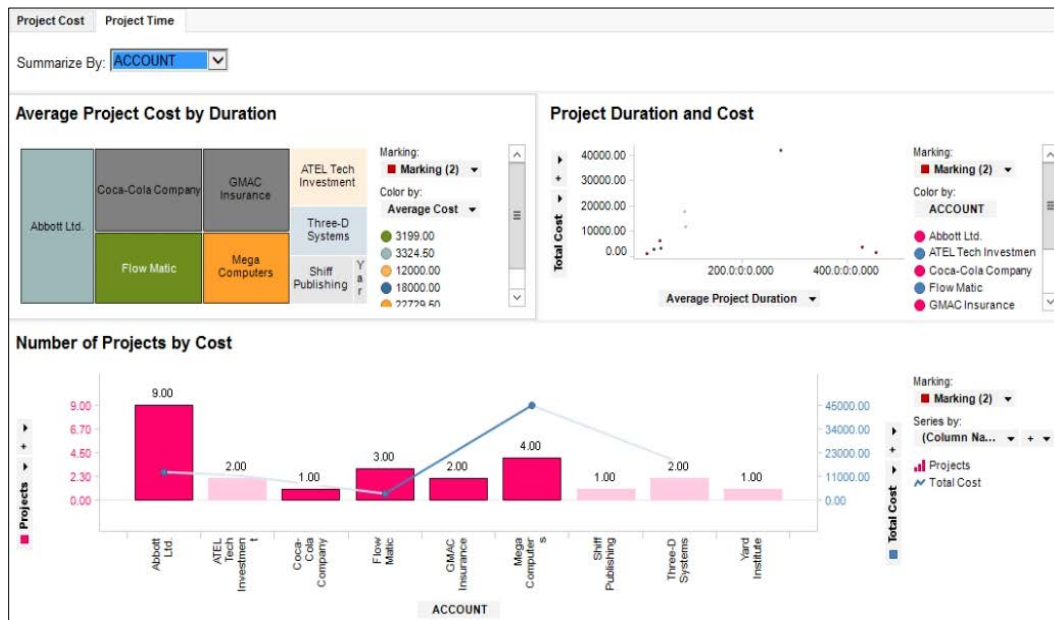 Project Cost
Project Time
Summarize By: ACCOUNT
Average Project Cost by Duration
Abbott Ltd.
Coca-Cola Company
GMAC
Insurance
ATEL Tech
Investment
Flow Matic
Mega
Computers
Three-D
Systems
Shiff
Publishing
Y
a
r
Marking:
Marking (2)
Color by:
Average Cost
3199.00
3324.50
12000.00
18000.00
22729.50
Project Duration and Cost
Total Cost
+
40000.00
30000.00
20000.00
10000.00
0.00
200.0:0:0.000
400.0:0:0.000
Average Project Duration
Marking:
Marking (2)
Color by:
ACCOUNT
Abbott Ltd.
ATEL Tech Investmen
Coca-Cola Company
Flow Matic
GMAC Insurance
Number of Projects by Cost
Projects
+
9.00
6.70
4.50
2.30
0.00
9.00
2.00
1.00
3.00
2.00
4.00
1.00
2.00
1.00
45000.00
34000.00
22000.00
11000.00
0.00
Total Cost
+
Abbott
Ltd.
ATEL
Tech
Investmen
t
Coca-
Cola
Company
Flow
Matic
GMAC
Insurance
Mega
Computer
s
Shiff
Publishing
Three-D
Systems
Yard
Institute
ACCOUNT
Marking:
Marking (2)
Series by:
(Column Na...
+
Projects
Total Cost